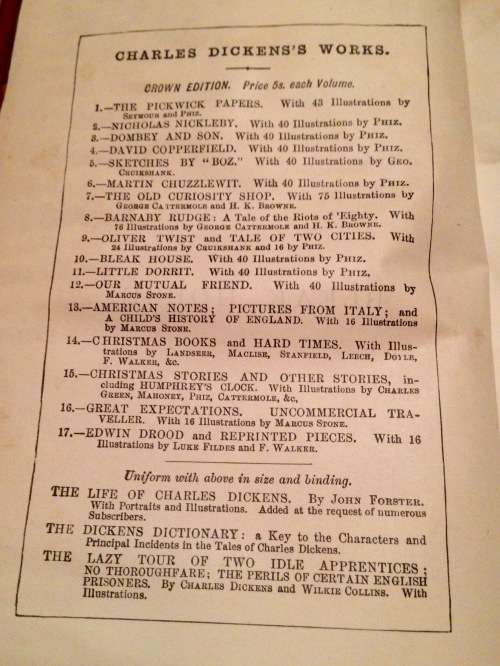 CHARLES DICKENS'S WORKS.
CROWN EDITION. Price 5s. each Volume.
1.—THE PICKWICK PAPERS. With 43 Illustrations by
SEYMOUR and PHIZ.
2.—NICHOLAS NICKLEBY. With 40 Illustrations by PHIZ.
3.—DOMBEY AND SON. With 40 Illustrations by PHIZ.
4.—DAVID COPPERFIELD. With 40 Illustrations by PHIZ.
5.—SKETCHES BY "BOZ." With 40 Illustrations by GEO.
CRUIKSHANK.
6.—MARTIN CHUZZLEWIT. With 40 Illustrations by PHIZ.
7.—THE OLD CURIOSITY SHOP. With 75 Illustrations by
GEORGE CATTERMOLE and H. K. BROWNE.
8.—BARNABY RUDGE: A Tale of the Riots of 'Eighty. With
76 Illustrations by GEORGE CATTERMOLE and H. K. BROWNE.
9.—OLIVER TWIST and TALE OF TWO CITIES. With
24 Illustrations by CRUIKSHANK and 16 by PHIZ.
10.—BLEAK HOUSE. With 40 Illustrations by PHIZ.
11.—LITTLE DORRIT. With 40 Illustrations by PHIZ.
12.—OUR MUTUAL FRIEND. With 40 Illustrations by
MARCUS STONE.
13.—AMERICAN NOTES; PICTURES FROM ITALY; and
A CHILD'S HISTORY OF ENGLAND. With 16 Illustrations
by MARCUS STONE.
14.—CHRISTMAS BOOKS and HARD TIMES. With Illus-
trations by LANDSEER, MACLISE, STANFIELD, LEECH, DOYLE,
F. WALKER, &c.
15.—CHRISTMAS STORIES AND OTHER STORIES, in-
cluding HUMPHREY'S CLOCK. With Illustrations by CHARLES
GREEN, MAHONEY, PHIZ, CATTERMOLE, &c,
16.—GREAT EXPECTATIONS. UNCOMMERCIAL TRA-
VELLER. With 16 Illustrations by MARCUS STONE.
17.—EDWIN DROOD and REPRINTED PIECES. With 16
Illustrations by LUKE FILDES and F. WALKER.
Uniform with above in size and binding.
THE LIFE OF CHARLES DICKENS. By JOHN FORSTER.
With Portraits and Illustrations. Added at the request of numerous
Subscribers.
THE DICKENS DICTIONARY: a Key to the Characters and
Principal Incidents in the Tales of Charles Dickens.
THE LAZY TOUR OF TWO IDLE APPRENTICES;
NO THOROUGHFARE; THE PERILS OF CERTAIN ENGLISH
PRISONERS. By CHARLES DICKENS and WILKIE COLLINS. With
Illustrations.